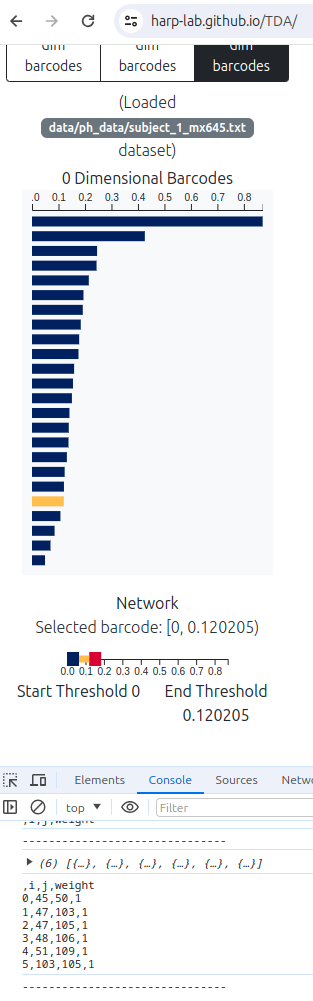 harp-lab.github.io/TDA/
dim dim dim
barcodes barcodes barcodes
(Loaded
data/ph_data/subject_1_mx645.txt
dataset)
0 Dimensional Barcodes
.0 0.1 0.2 0.3 0.4 0.5 0.6 0.7 0.8
Network
Selected barcode: [0, 0.120205)
0.0 0.1 0.2 0.3 0.4 0.5 0.6 0.7 0.8
Start Threshold 0 End Threshold
0.120205
Elements Console Sources Netwo
top Filter
,i,j,weight
------------------------------
(6) [{…}, {…}, {…}, {…}, {…}, {…}]
,i,j,weight
0,45,50,1
1,47,103,1
2,47,105,1
3,48,106,1
4,51,109,1
5,103,105,1
------------------------------